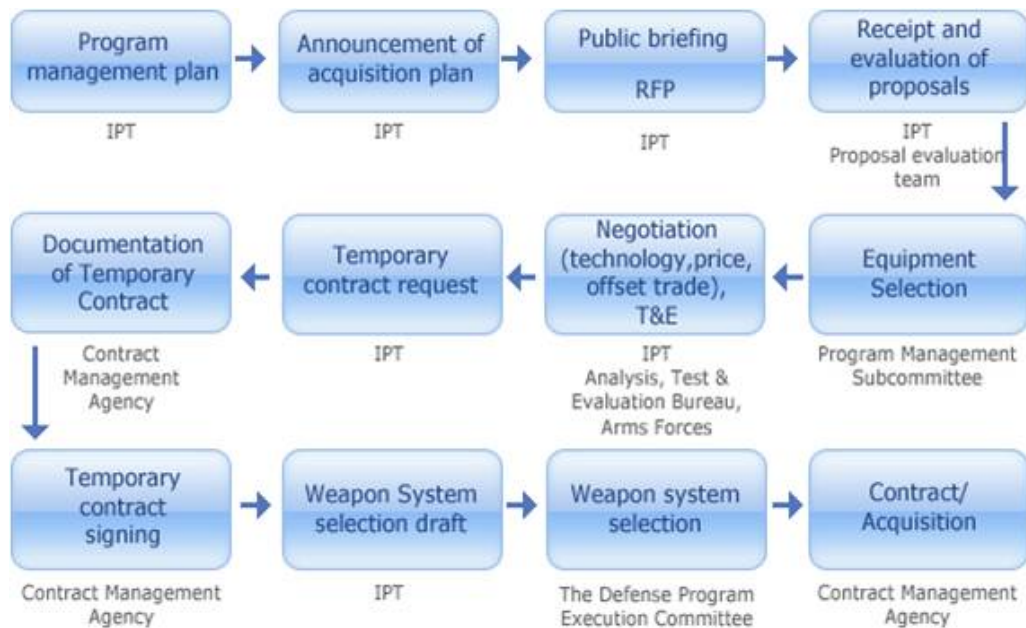 Program
management plan
IPT
Announcement of
acquisition plan
IPT
Public briefing
RFP
IPT
Receipt and
evaluation of
proposals
IPT
Proposal evaluation
team
Equipment
Selection
Program Management
Subcommittee
Negotiation
(technology,price,
offset trade),
T&E
IPT
Analysis, Test &
Evaluation Bureau,
Arms Forces
Temporary
contract request
IPT
Documentation
of Temporary
Contract
Contract
Management
Agency
Temporary
contract
signing
Contract Management
Agency
Weapon System
selection draft
IPT
Weapon system
selection
The Defense Program
Execution Committee
Contract/
Acquisition
Contract Management
Agency